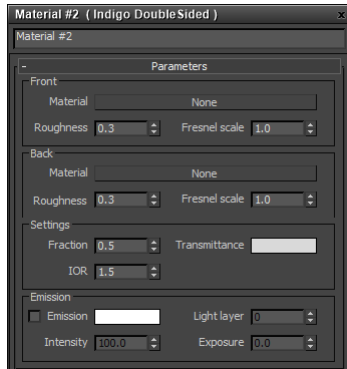 Material #2 ( Indigo DoubleSided ) x
Material #2
- Parameters
Front
Material None
Roughness 0.3 Fresnel scale 1.0
Back
Material None
Roughness 0.3 Fresnel scale 1.0
Settings
Fraction 0.5 Transmittance
IOR 1.5
Emission
Emission Light layer 0
Intensity 100.0 Exposure 0.0